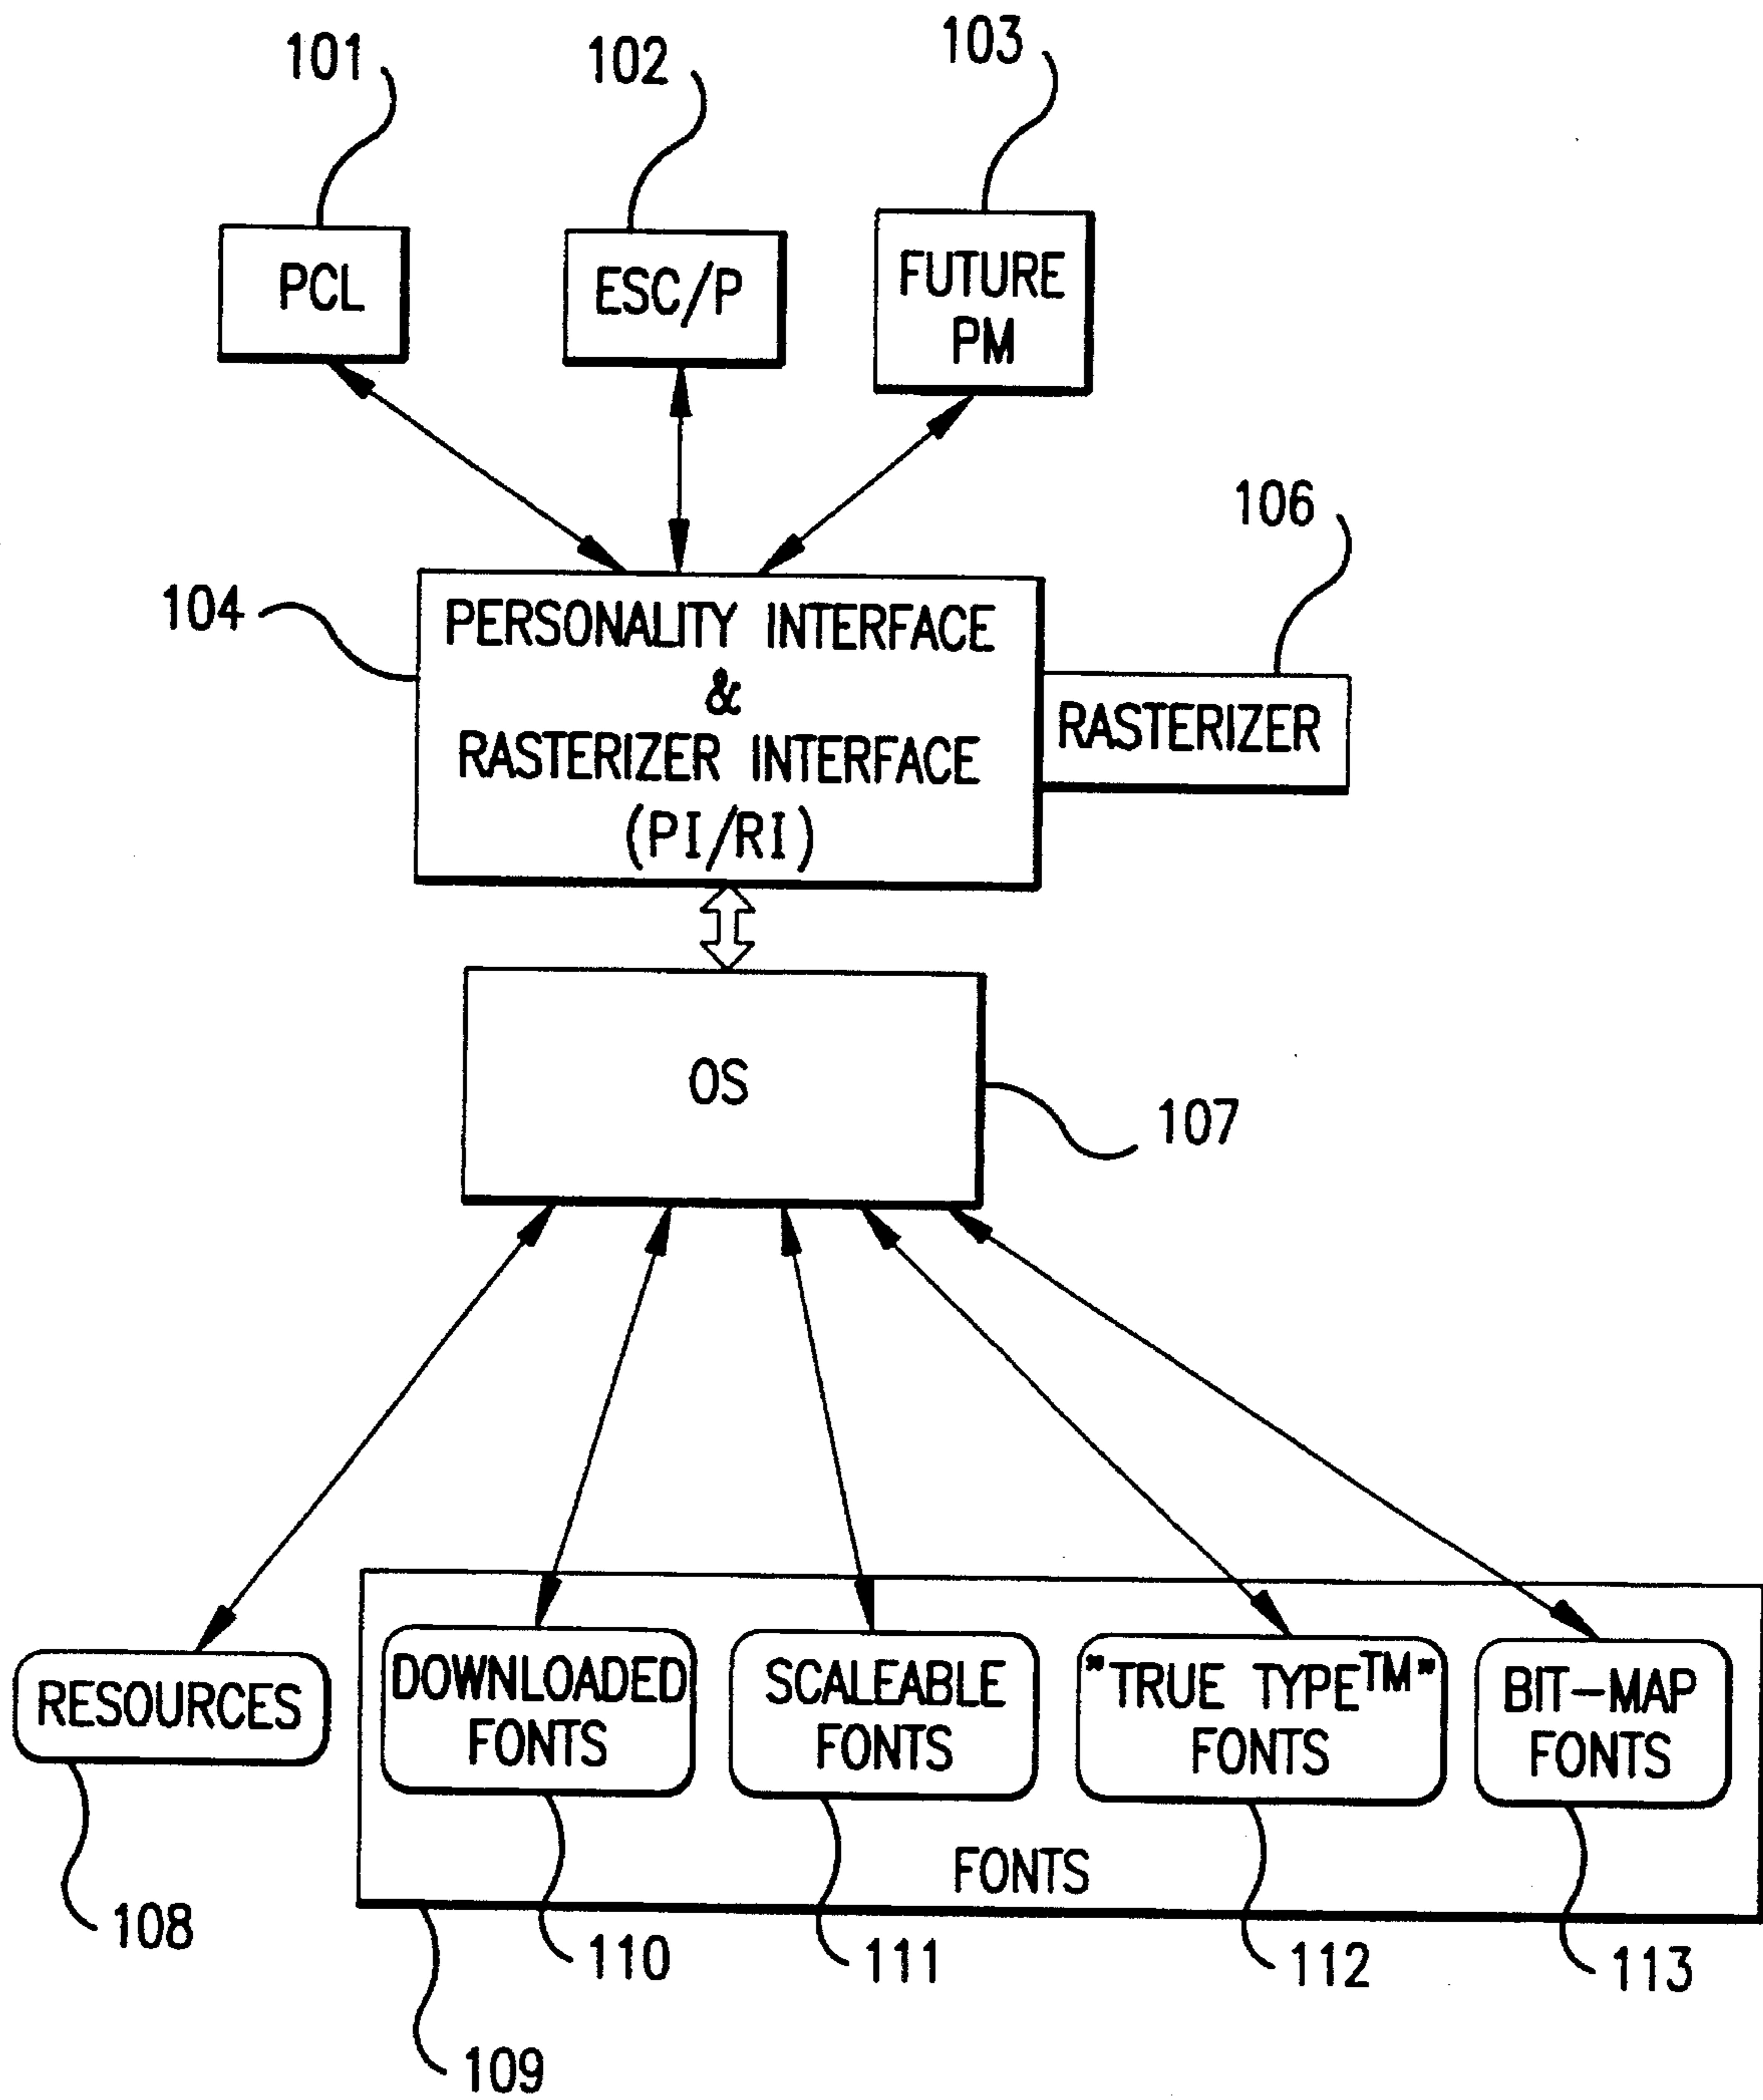 101
102
103
PCL
ESC/P
FUTURE
PM
106
104
PERSONALITY INTERFACE
&
RASTERIZER INTERFACE
(PI/RI)
RASTERIZER
OS
107
RESOURCES
DOWNLOADED
FONTS
SCALEABLE
FONTS
"TRUE TYPE™"
FONTS
BIT-MAP
FONTS
FONTS
108
110
111
112
113
109